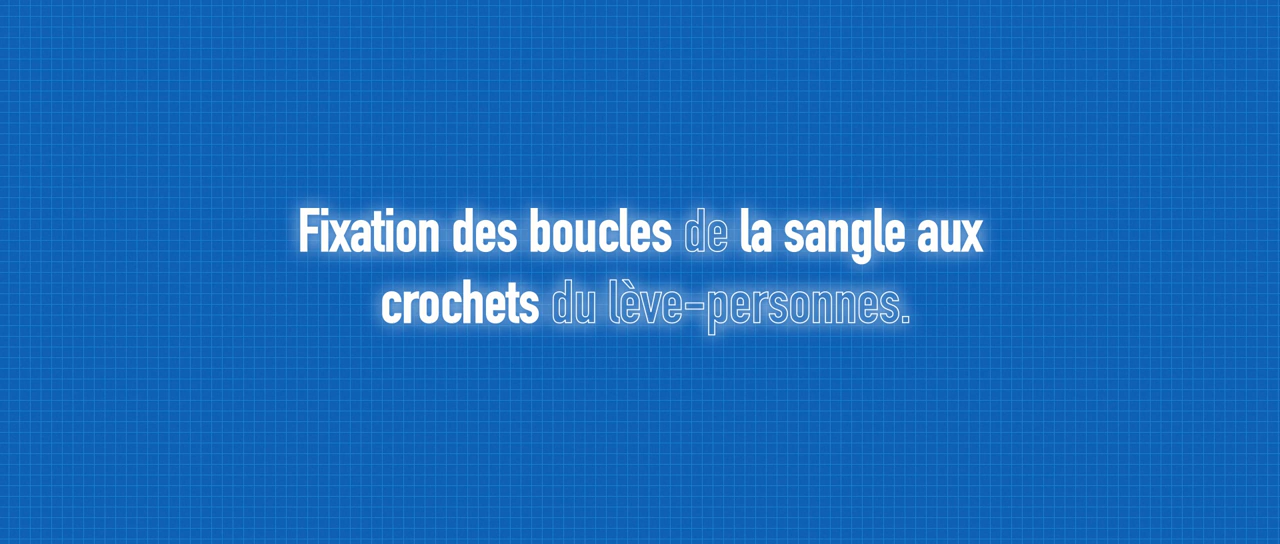 Fixation des boucles de la sangle aux
crochets du lève-personnes.